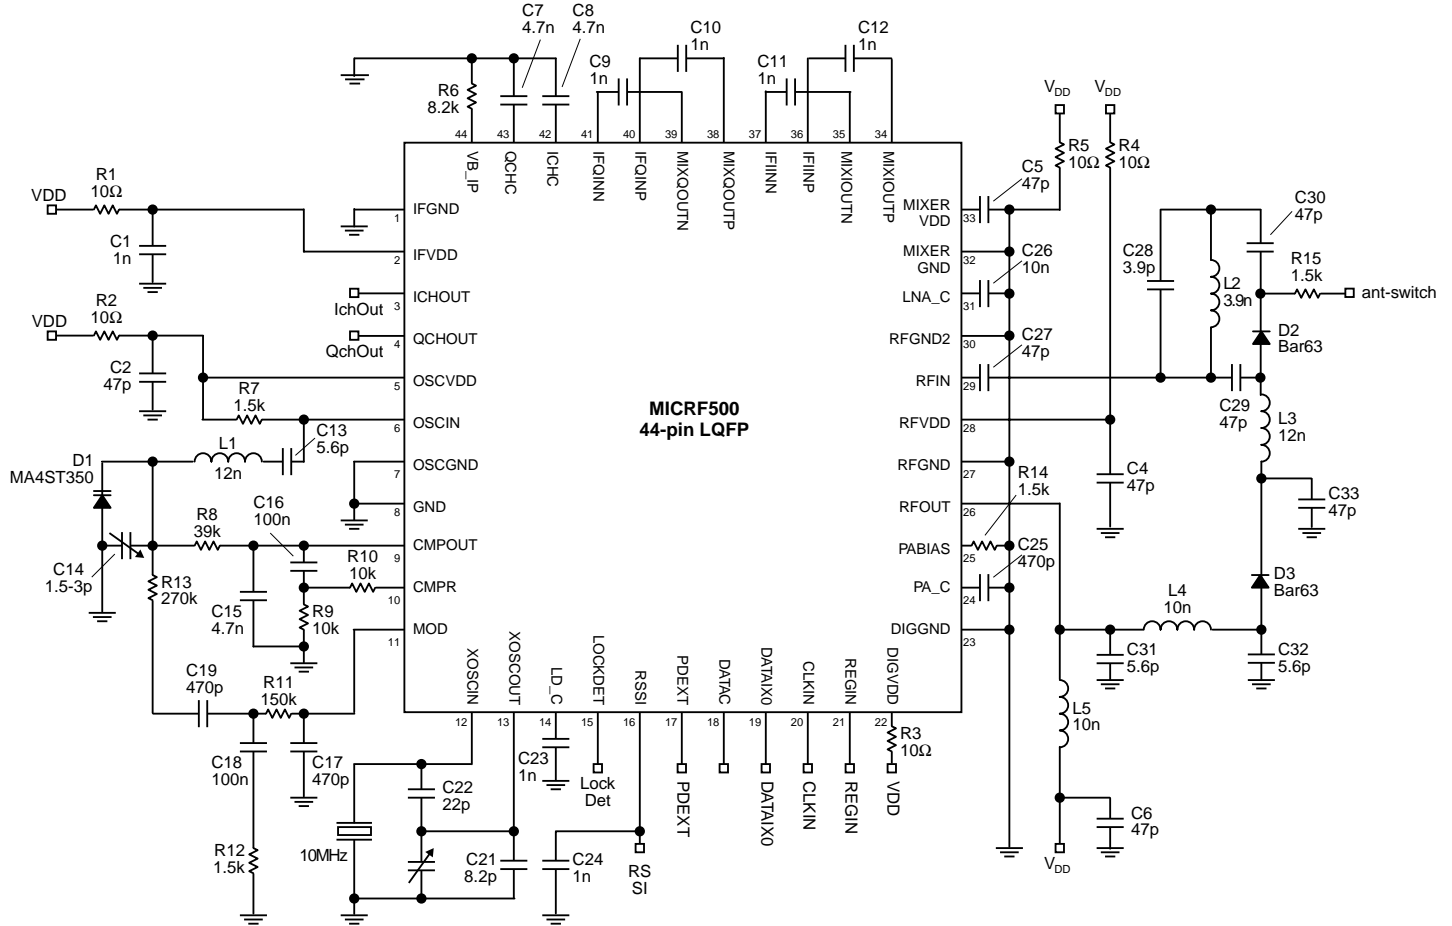 C7
4.7n
C8
4.7n
C9
1n
C10
1n
C11
1n
C12
1n
R6
8.2k
44
43
42
41
40
39
38
37
36
35
34
VB_IP
QCHC
ICHC
IFQINN
IFQINP
MIXQOUTN
MIXQOUTP
IFIINN
IFIINP
MIXIOUTN
MIXIOUTP
VDD
R1
10Ω
C1
1n
VDD
R2
10Ω
C2
47p
IchOut
QchOut
R7
1.5k
C13
5.6p
L1
12n
D1
MA4ST350
C14
1.5-3p
R8
39k
C16
100n
R10
10k
R13
270k
C15
4.7n
R9
10k
C19
470p
R11
150k
C18
100n
C17
470p
R12
1.5k
1
IFGND
2
IFVDD
3
ICHOUT
4
QCHOUT
5
OSCVDD
6
OSCIN
7
OSCGND
8
GND
9
CMPOUT
10
CMPR
11
MOD
MICRF500
44-pin LQFP
MIXER
VDD
33
MIXER
GND
32
LNA_C
31
RFGND2
30
RFIN
29
RFVDD
28
RFGND
27
RFOUT
26
PABIAS
25
PA_C
24
DIGGND
23
XOSCIN
XOSCOUT
LD_C
LOCKDET
RSSI
PDEXT
DATAC
DATAIX0
CLKIN
REGIN
DIGVDD
12
13
14
15
16
17
18
19
20
21
22
10MHz
C22
22p
C21
8.2p
C23
1n
C24
1n
Lock
Det
RS
SI
PDEXT
DATAIX0
CLKIN
REGIN
R3
10Ω
VDD
VDD
VDD
R5
10Ω
R4
10Ω
C5
47p
C26
10n
C27
47p
R14
1.5k
C25
470p
C28
3.9p
L2
3.9n
C30
47p
R15
1.5k
ant-switch
D2
Bar63
C29
47p
L3
12n
C4
47p
C33
47p
D3
Bar63
L4
10n
C31
5.6p
C32
5.6p
L5
10n
C6
47p
VDD